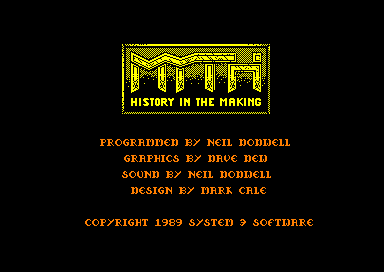 MYTH
HISTORY IN THE MAKING
PROGRAMMED BY NEIL DODWELL
GRAPHICS BY DAVE DEW
SOUND BY NEIL DODWELL
DESIGN BY MARK CALE
COPYRIGHT 1989 SYSTEM 3 SOFTWARE